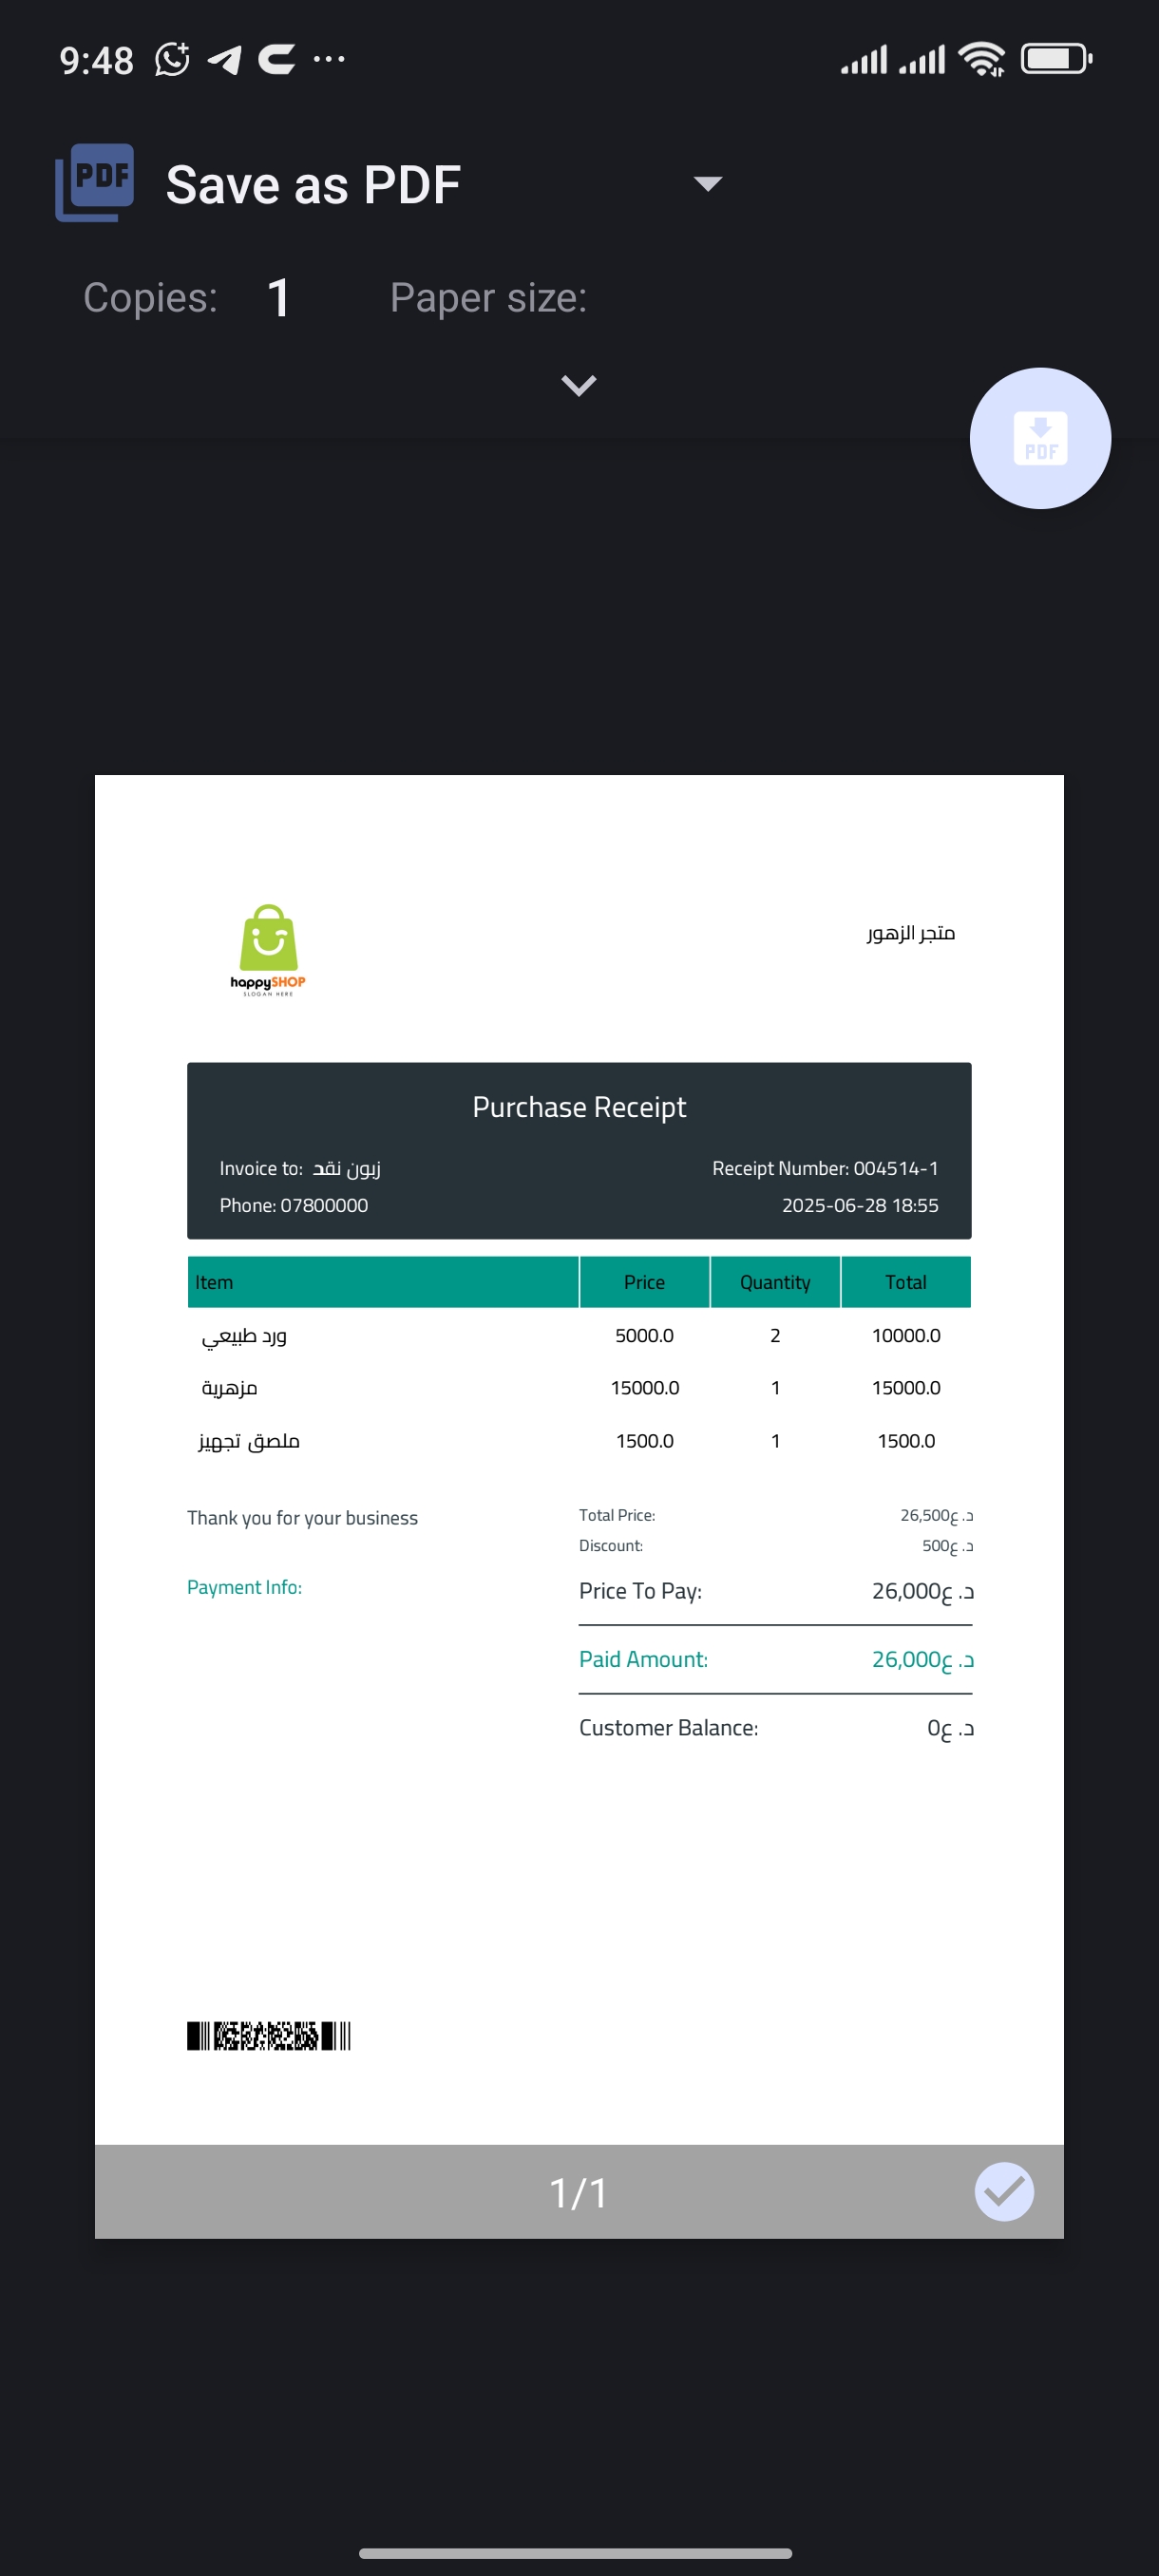 9:48
PDF Save as PDF
Copies: 1 Paper size:
PDF
متجر الزهور
happySHOP
SLOGAN HERE
Purchase Receipt
Invoice to: زبون نقد Receipt Number: 004514-1
Phone: 07800000 2025-06-28 18:55
Item Price Quantity Total
ورد طبيعي 5000.0 2 10000.0
مزهرية 15000.0 1 15000.0
ملصق تجهيز 1500.0 1 1500.0
Thank you for your business Total Price: 26,500د. ع
Discount: 500د. ع
Payment Info: Price To Pay: 26,000د. ع
Paid Amount: 26,000د. ع
Customer Balance: 0د. ع
1/1